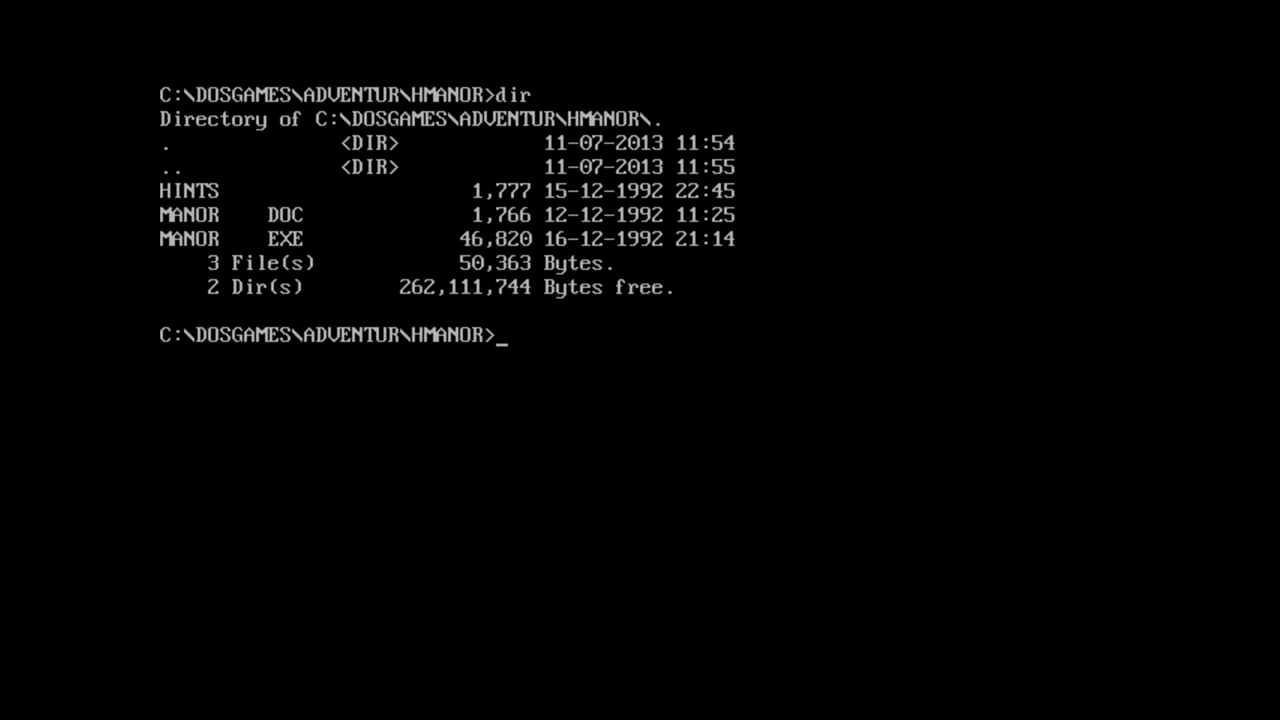 C:\DOSGAMES\ADVENTUR\HMANOR>dir
Directory of C:\DOSGAMES\ADVENTUR\HMANOR\.
. <DIR> 11-07-2013 11:54
.. <DIR> 11-07-2013 11:55
HINTS 1,777 15-12-1992 22:45
MANOR DOC 1,766 12-12-1992 11:25
MANOR EXE 46,820 16-12-1992 21:14
3 File(s) 50,363 Bytes.
2 Dir(s) 262,111,744 Bytes free.
C:\DOSGAMES\ADVENTUR\HMANOR>_